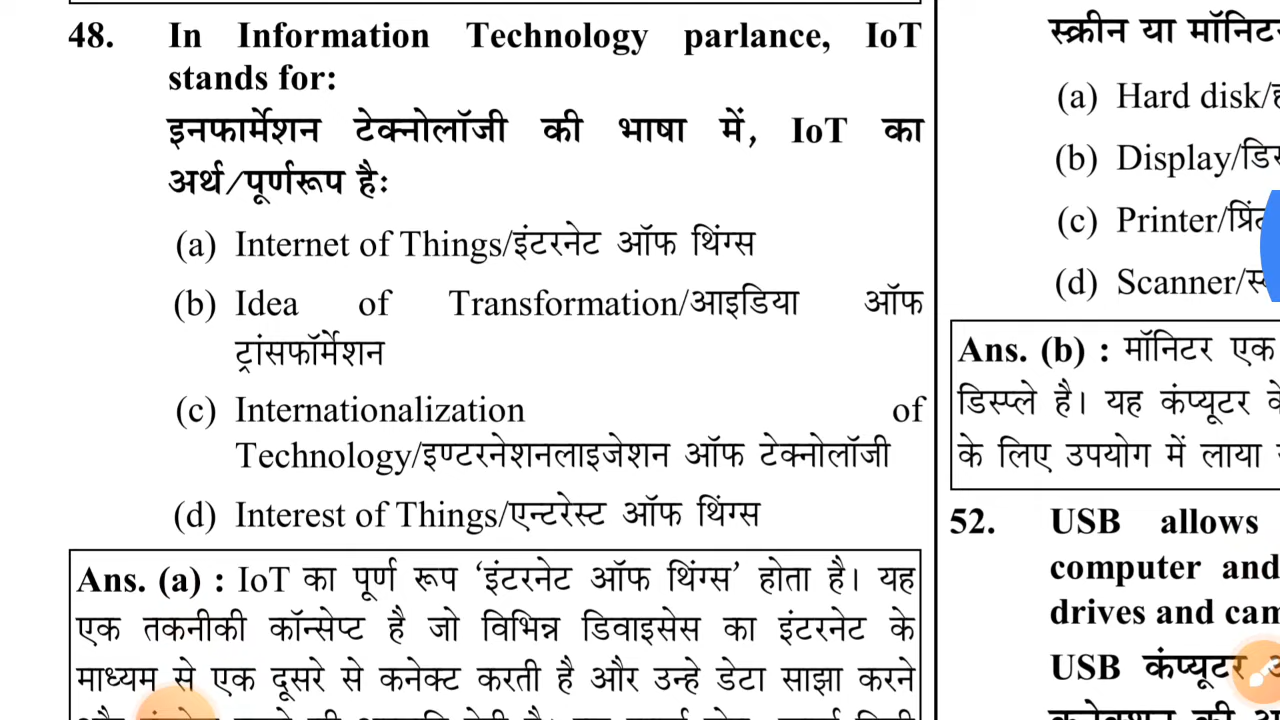 48. In Information Technology parlance, IoT
stands for:
इनफार्मेशन टेक्नोलॉजी की भाषा में, IoT का
अर्थ/पूर्णरूप हैः
(a) Internet of Things/इंटरनेट ऑफ थिंग्स
(b) Idea of Transformation/आइडिया ऑफ
ट्रांसफॉर्मेशन
(c) Internationalization of
Technology/इण्टरनेशनलाइजेशन ऑफ टेक्नोलॉजी
(d) Interest of Things/एन्टरेस्ट ऑफ थिंग्स
Ans. (a) : IoT का पूर्ण रूप ‘इंटरनेट ऑफ थिंग्स’ होता है। यह
एक तकनीकी कॉन्सेप्ट है जो विभिन्न डिवाइसेस का इंटरनेट के
माध्यम से एक दूसरे से कनेक्ट करती है और उन्हे डेटा साझा करने
स्क्रीन या
(a) Hard disk/
(b) Display/
(c) Printer/
(d) Scanner/
Ans. (b) : मॉनिटर एक
डिस्प्ले है। यह कंप्यूटर
के लिए उपयोग में लाया
52. USB allows
computer and
drives and
USB कंप्यूटर